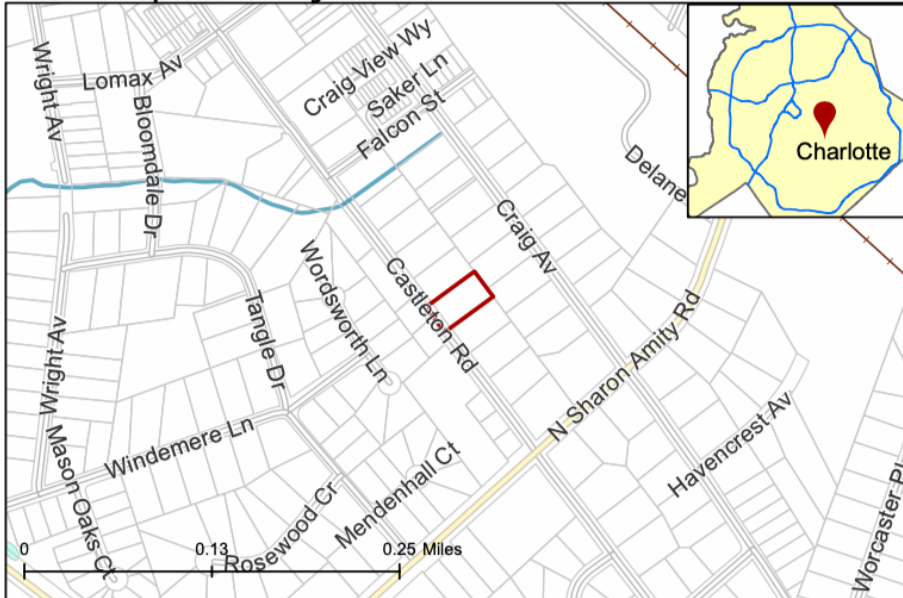 Wright Av
Lomax Av
Bloomdale Dr
Craig View Wy
Saker Ln
Falcon St
Delane
Charlotte
Craig Av
Wordsworth Ln
Castleton Rd
Tangle Dr
N Sharon Amity Rd
Wright Av
Windemere Ln
Mason Oaks Ct
Rosewood Cr
Mendenhall Ct
Havencrest Av
Worcaster Pl
0 0.13 0.25 Miles